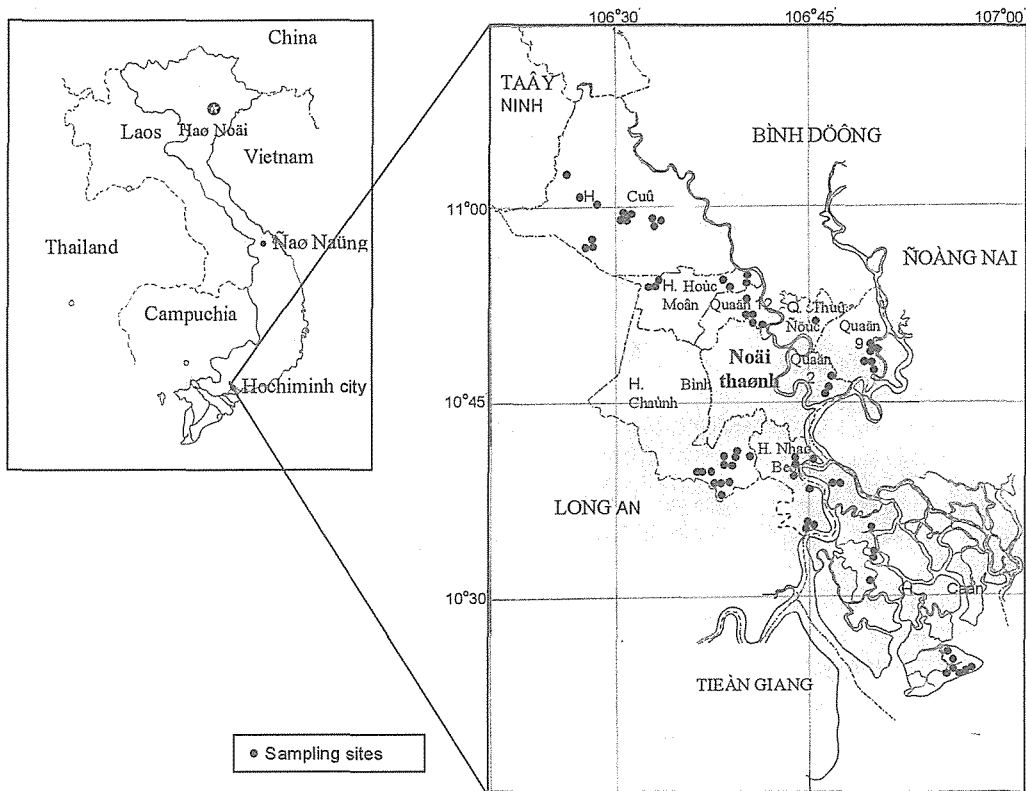 China
Laos
Haø Noäi
Vietnam
Ñaø Naüng
Thailand
Campuchia
Hochiminh city
Sampling sites
106°30'
106°45'
107°00'
TAÂY
NINH
BÌNH DÖÔNG
11°00'
H. Cuû
ÑOÀNG NAI
H. Hoùc
Moân
Quaän 12
Q. Thuû
Ñöùc
Quaän
9
Noäi
thaønh
Quaän
2
H. Bình
Chaùnh
10°45'
H. Nhaø
Beø
LONG AN
10°30'
H. Caàn
TIEÀN GIANG